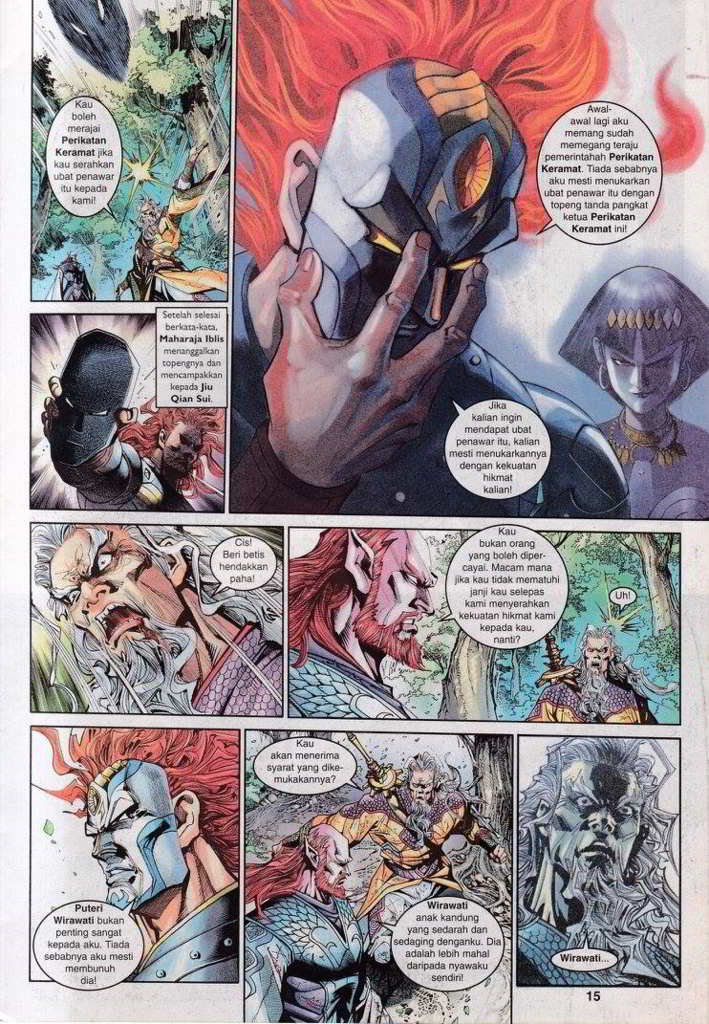 Kau
boleh
merajai
Perikatan
Keramat jika
kau serahkan
ubat penawar
itu kepada
kami!
Awal-
awal lagi aku
memang sudah
memegang teraju
pemerintahah Perikatan
Keramat. Tiada sebabnya
aku mesti menukarkan
ubat penawar itu dengan
topeng tanda pangkat
ketua Perikatan
Keramat ini!
Jika
kalian ingin
mendapat ubat
penawar itu, kalian
mesti menukarkannya
dengan kekuatan
hikmat
kalian!
Setelah selesai
berkata-kata,
Maharaja Iblis
menanggalkan
topengnya dan
mencampakkan
kepada Jiu
Qian Sui.
Cis!
Beri betis
hendakkan
paha!
Kau
bukan orang
yang boleh diper-
cayai. Macam mana
jika kau tidak mematuhi
janji kau selepas
kami menyerahkan
kekuatan hikmat kami
kepada kau,
nanti?
Uh!
Puteri
Wirawati bukan
penting sangat
kepada aku. Tiada
sebabnya aku mesti
membunuh
dia!
Kau
akan menerima
syarat yang dike-
mukakannya?
Wirawati
anak kandung
yang sedarah dan
sedaging denganku. Dia
adalah lebih mahal
daripada nyawaku
sendiri!
Wirawati...
15